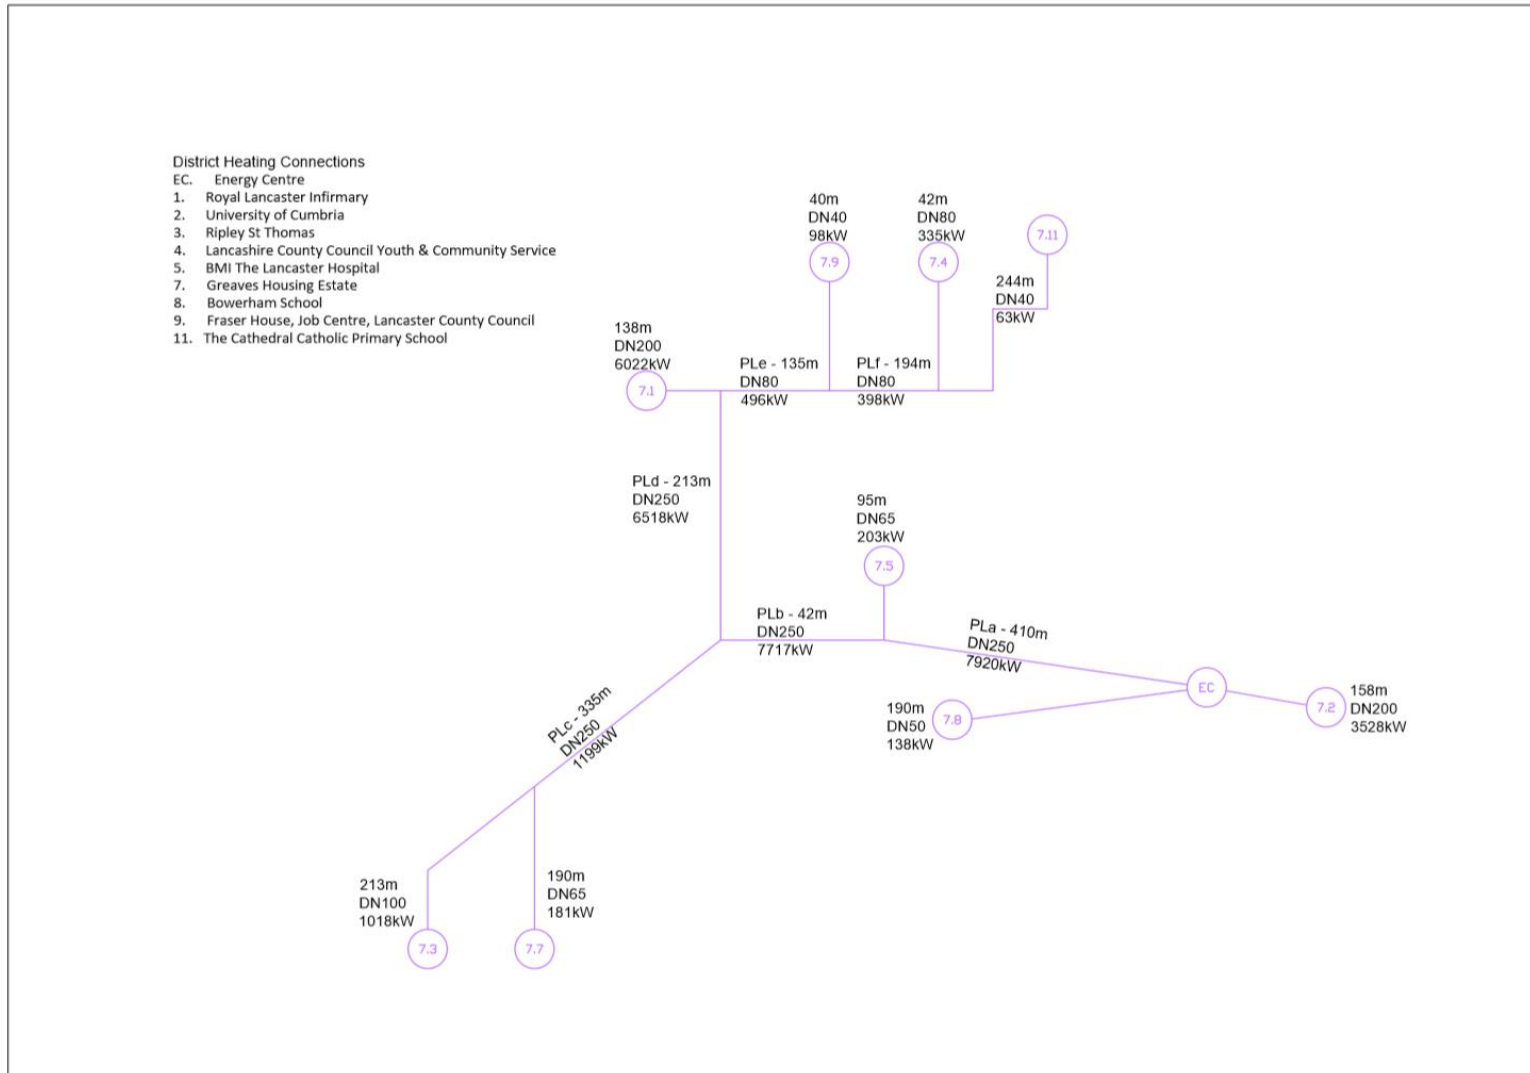 District Heating Connections
EC. Energy Centre
1. Royal Lancaster Infirmary
2. University of Cumbria
3. Ripley St Thomas
4. Lancashire County Council Youth & Community Service
5. BMI The Lancaster Hospital
7. Greaves Housing Estate
8. Bowerham School
9. Fraser House, Job Centre, Lancaster County Council
11. The Cathedral Catholic Primary School
40m
DN40
98kW
7.9
42m
DN80
335kW
7.4
7.11
244m
DN40
63kW
138m
DN200
6022kW
7.1
PLe - 135m
DN80
496kW
PLf - 194m
DN80
398kW
PLd - 213m
DN250
6518kW
95m
DN65
203kW
7.5
PLb - 42m
DN250
7717kW
PLa - 410m
DN250
7920kW
EC
190m
DN50
138kW
7.8
7.2
158m
DN200
3528kW
PLc - 335m
DN250
1199kW
213m
DN100
1018kW
7.3
190m
DN65
181kW
7.7